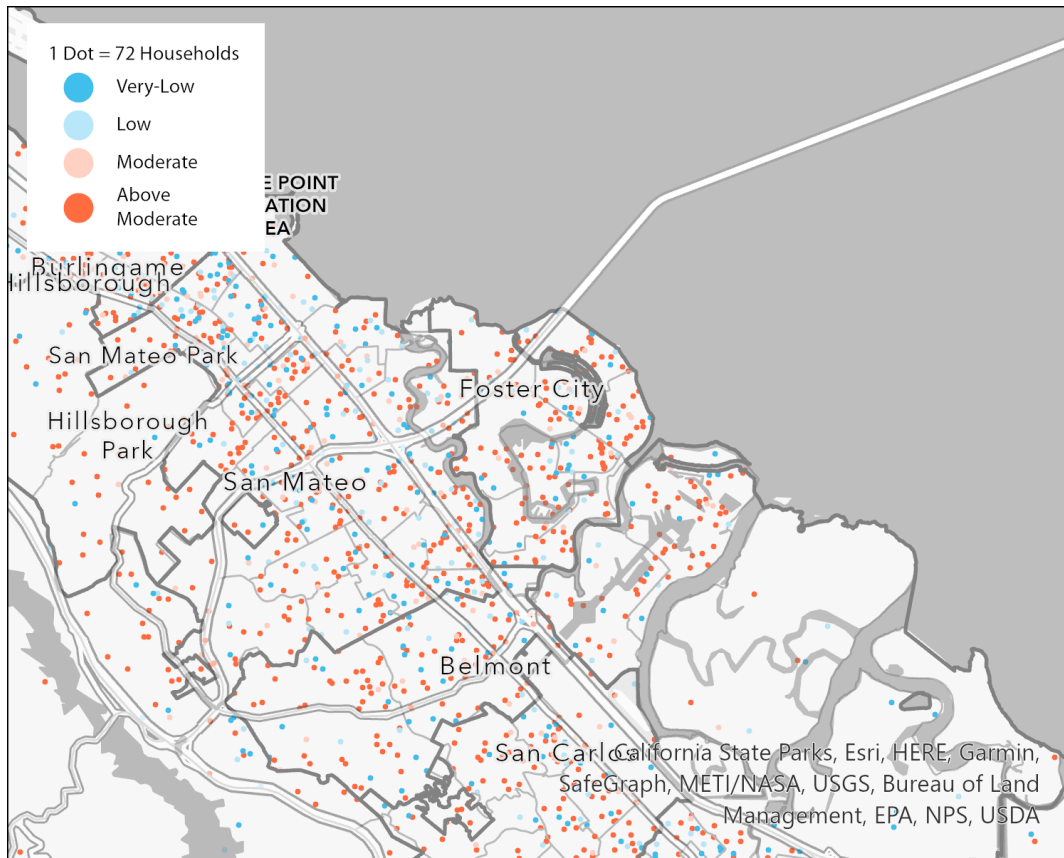 1 Dot = 72 Households
Very-Low
Low
Moderate
Above
Moderate
E POINT
ATION
EA
Burlingame
Hillsborough
San Mateo Park
Hillsborough
Park
Foster City
San Mateo
Belmont
San Carlos
California State Parks, Esri, HERE, Garmin,
SafeGraph, METI/NASA, USGS, Bureau of Land
Management, EPA, NPS, USDA